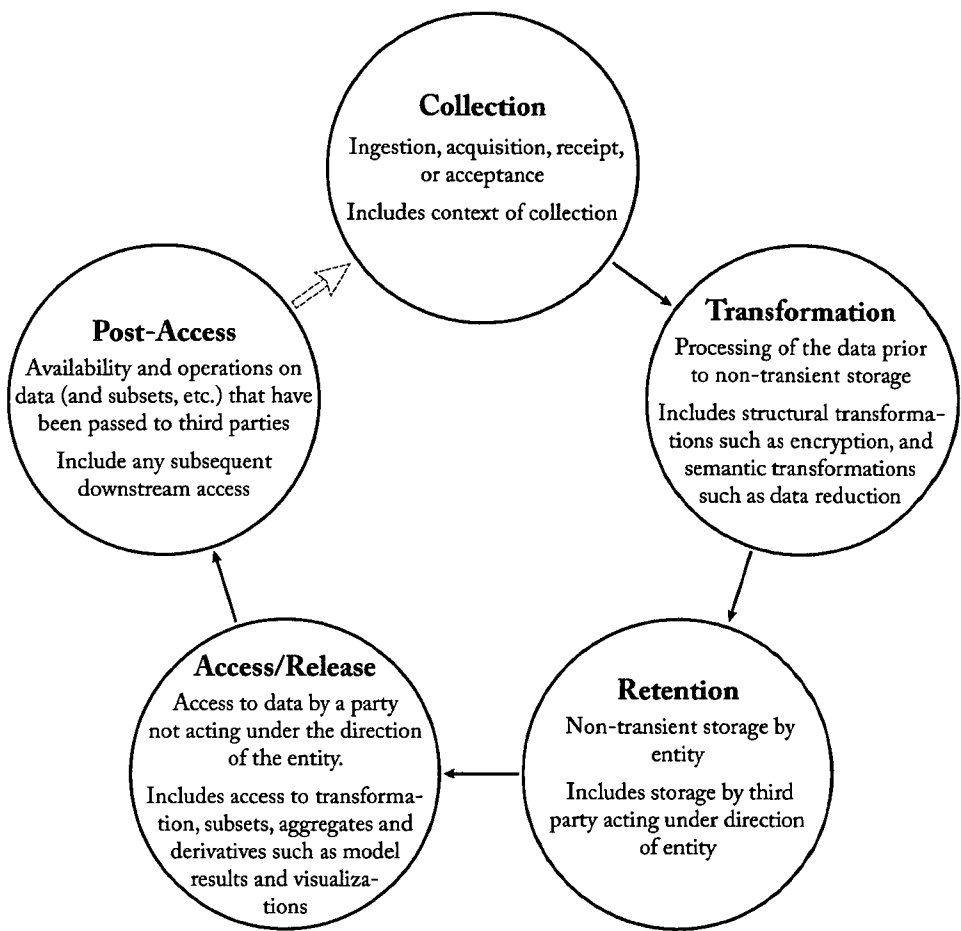 Collection
Ingestion, acquisition, receipt,
or acceptance
Includes context of collection
Transformation
Processing of the data prior
to non-transient storage
Includes structural transforma-
tions such as encryption, and
semantic transformations
such as data reduction
Retention
Non-transient storage by
entity
Includes storage by third
party acting under direction
of entity
Access/Release
Access to data by a party
not acting under the direction
of the entity.
Includes access to transforma-
tion, subsets, aggregates and
derivatives such as model
results and visualiza-
tions
Post-Access
Availability and operations on
data (and subsets, etc.) that have
been passed to third parties
Include any subsequent
downstream access